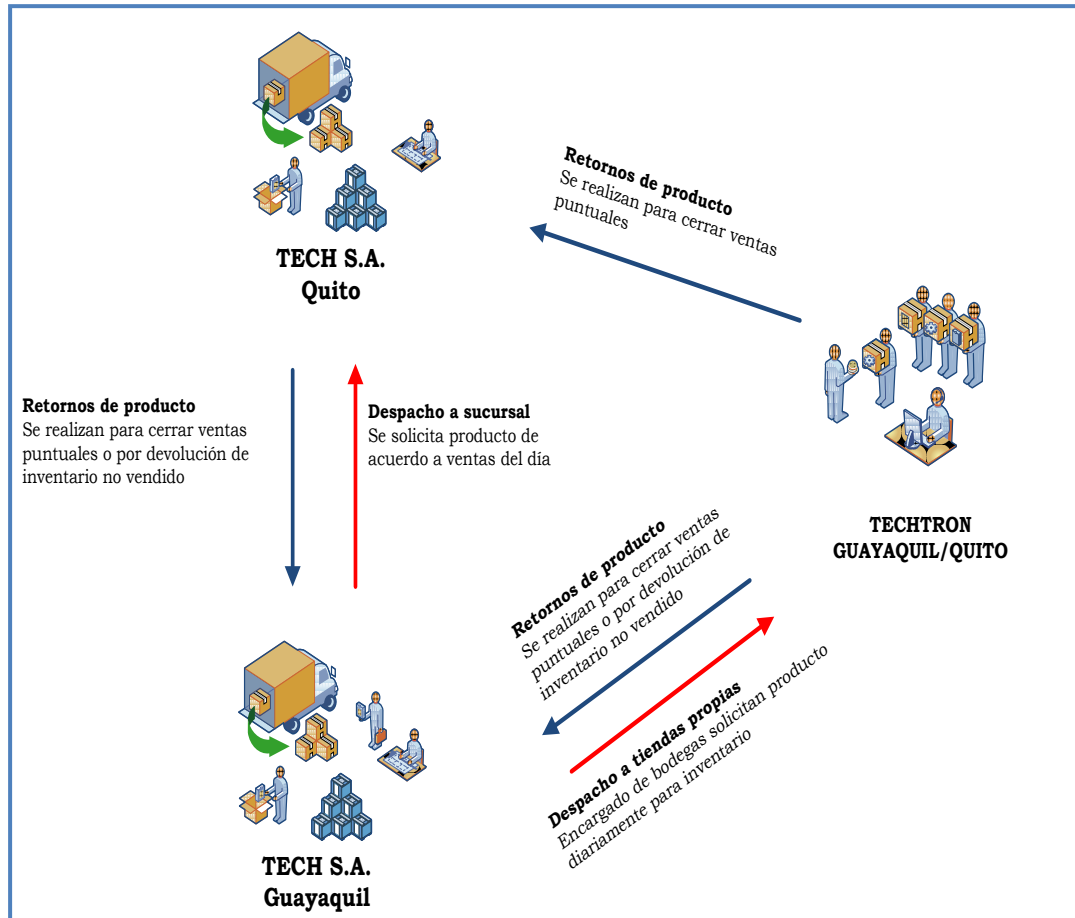 Retornos de producto
Se realizan para cerrar ventas
puntuales
TECH S.A.
Quito
Retornos de producto
Se realizan para cerrar ventas
puntuales o por devolución de
inventario no vendido
Despacho a sucursal
Se solicita producto de
acuerdo a ventas del día
TECHTRON
GUAYAQUIL/QUITO
Retornos de producto
Se realizan para cerrar ventas
puntuales o por devolución de
inventario no vendido
Despacho a tiendas propias
Encargado de bodegas solicitan producto
diariamente para inventario
TECH S.A.
Guayaquil